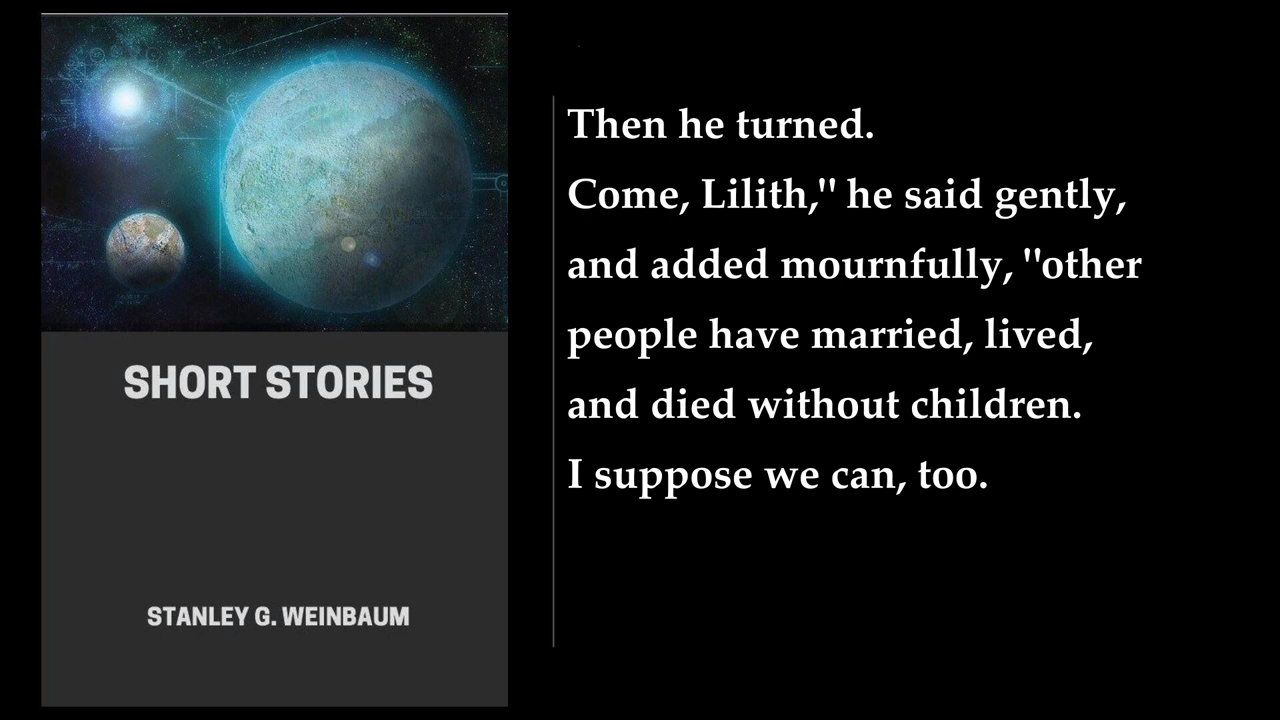 SHORT STORIES
STANLEY G. WEINBAUM
Then he turned.
Come, Lilith," he said gently,
and added mournfully, "other
people have married, lived,
and died without children.
I suppose we can, too.